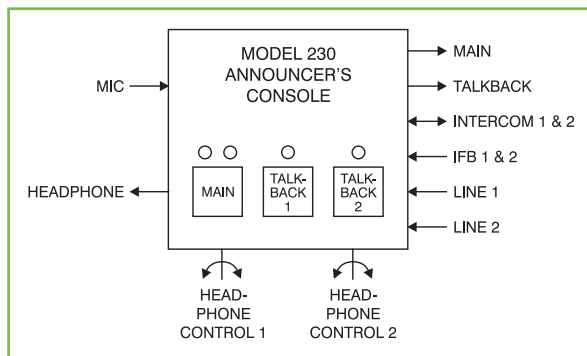 MODEL 230
ANNOUNCER'S
CONSOLE
MIC
HEADPHONE
MAIN
TALKBACK
INTERCOM 1 & 2
IFB 1 & 2
LINE 1
LINE 2
MAIN
TALK-
BACK
1
TALK-
BACK
2
HEAD-
PHONE
CONTROL 1
HEAD-
PHONE
CONTROL 2